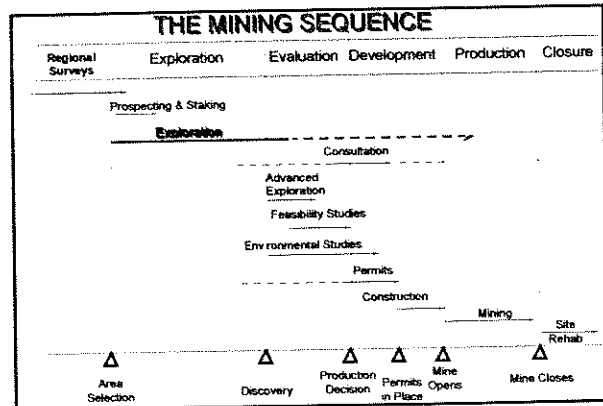 THE MINING SEQUENCE
Regional Surveys
Exploration
Evaluation
Development
Production
Closure
Prospecting & Staking
Exploration
Consultation
Advanced
Exploration
Feasibility Studies
Environmental Studies
Permits
Construction
Mining
Site
Rehab
Area
Selection
Discovery
Production
Decision
Permits
in Place
Mine
Opens
Mine Closes